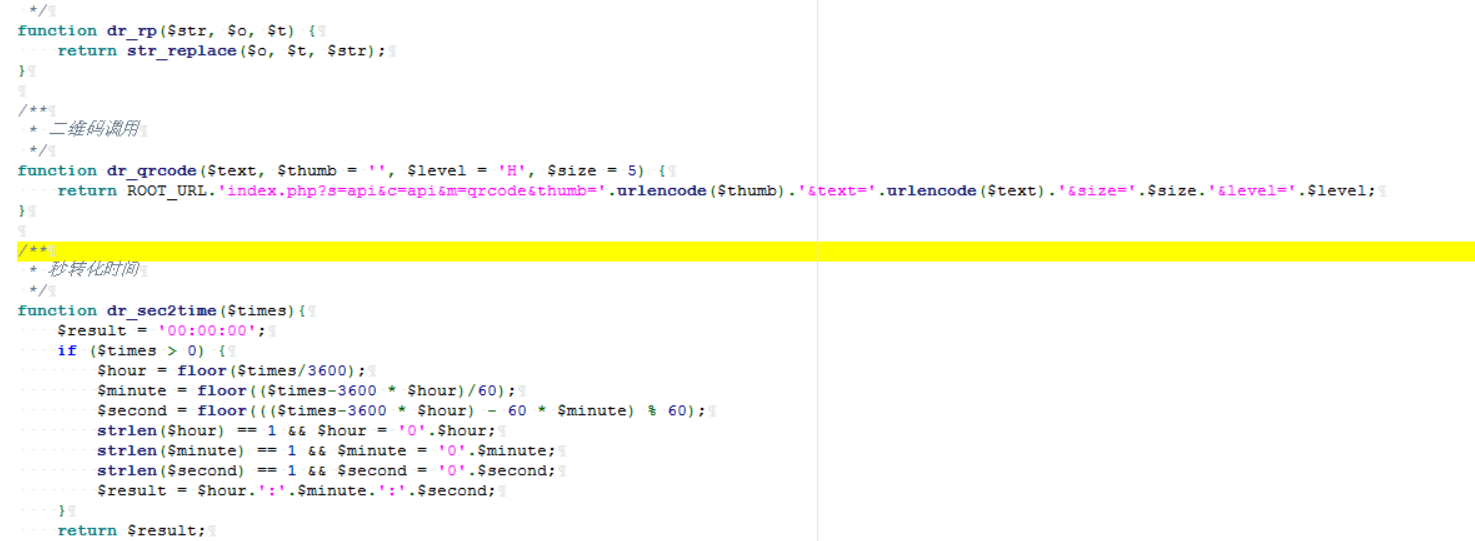 */
function dr_rp($str, $o, $t) {
    return str_replace($o, $t, $str);
}

/**
 * 二维码调用
 */
function dr_qrcode($text, $thumb = '', $level = 'H', $size = 5) {
    return ROOT_URL.'index.php?s=api&c=api&m=qrcode&thumb='.urlencode($thumb).'&text='.urlencode($text).'&size='.$size.'&level='.$level;
}

/**
 * 秒转化时间
 */
function dr_sec2time($times){
    $result = '00:00:00';
    if ($times > 0) {
        $hour = floor($times/3600);
        $minute = floor(($times-3600 * $hour)/60);
        $second = floor((($times-3600 * $hour) - 60 * $minute) % 60);
        strlen($hour) == 1 && $hour = '0'.$hour;
        strlen($minute) == 1 && $minute = '0'.$minute;
        strlen($second) == 1 && $second = '0'.$second;
        $result = $hour.':'.$minute.':'.$second;
    }
    return $result;